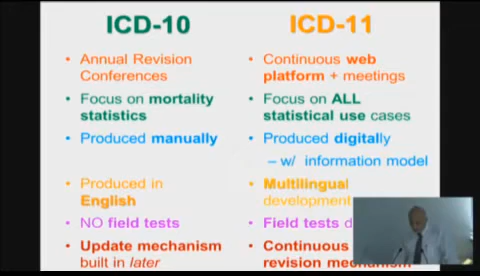 ICD-10
• Annual Revision
Conferences
• Focus on mortality
statistics
• Produced manually
• Produced in
English
• NO field tests
• Update mechanism
built in later
ICD-11
• Continuous web
platform + meetings
• Focus on ALL
statistical use cases
• Produced digitally
– w/ information model
• Multilingual
development
• Field tests
• Continuous
revision mechanism